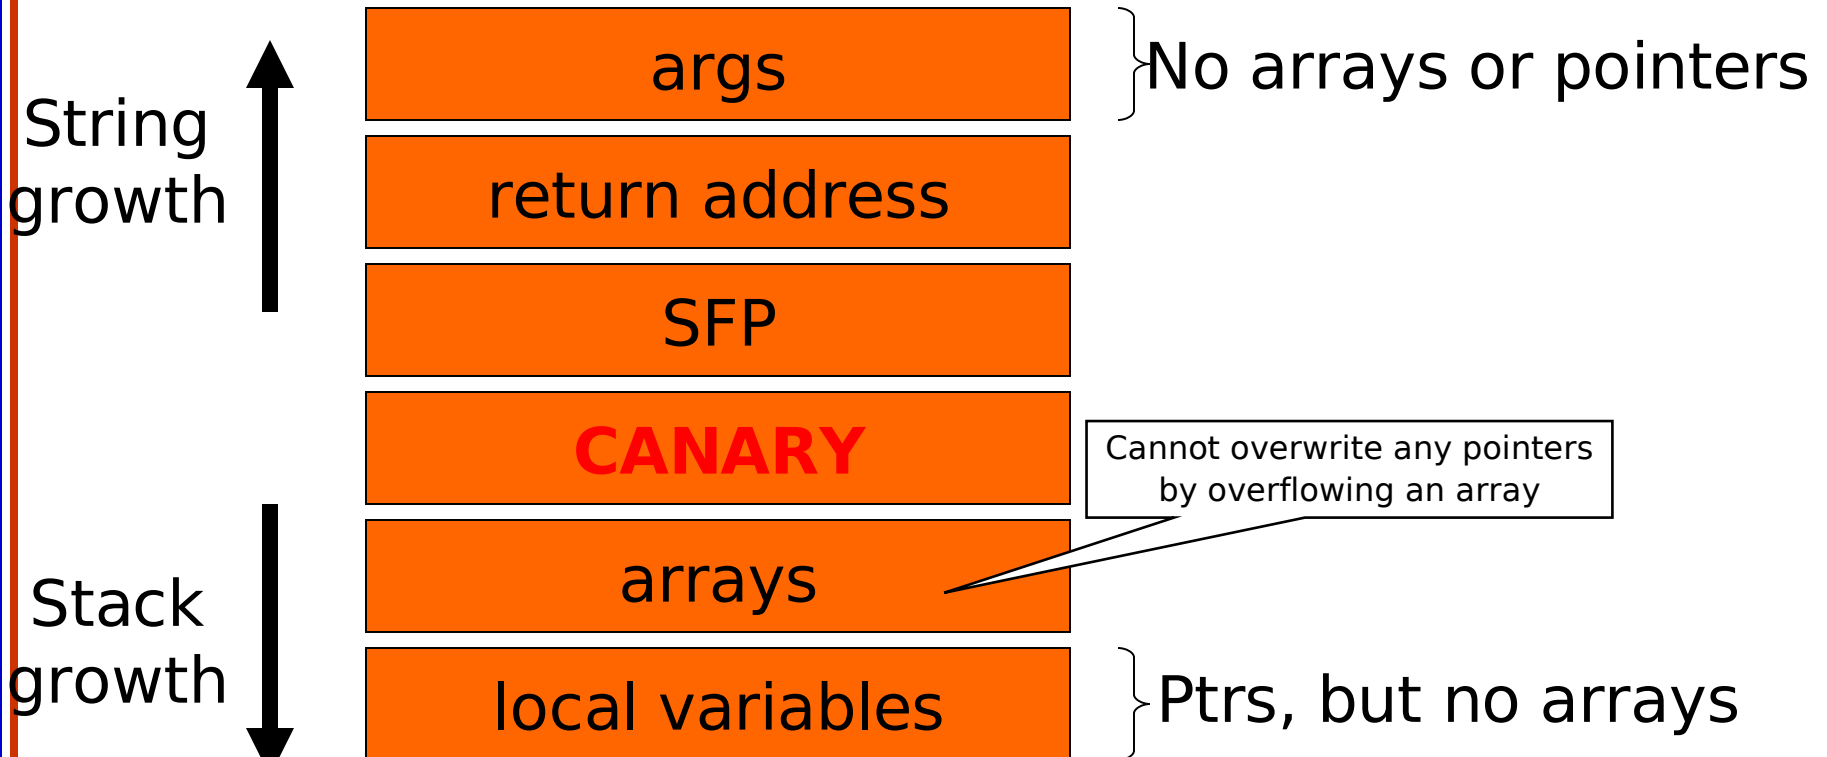 args
No arrays or pointers
String
growth
return address
SFP
CANARY
Cannot overwrite any pointers
by overflowing an array
arrays
Stack
growth
local variables
Ptrs, but no arrays